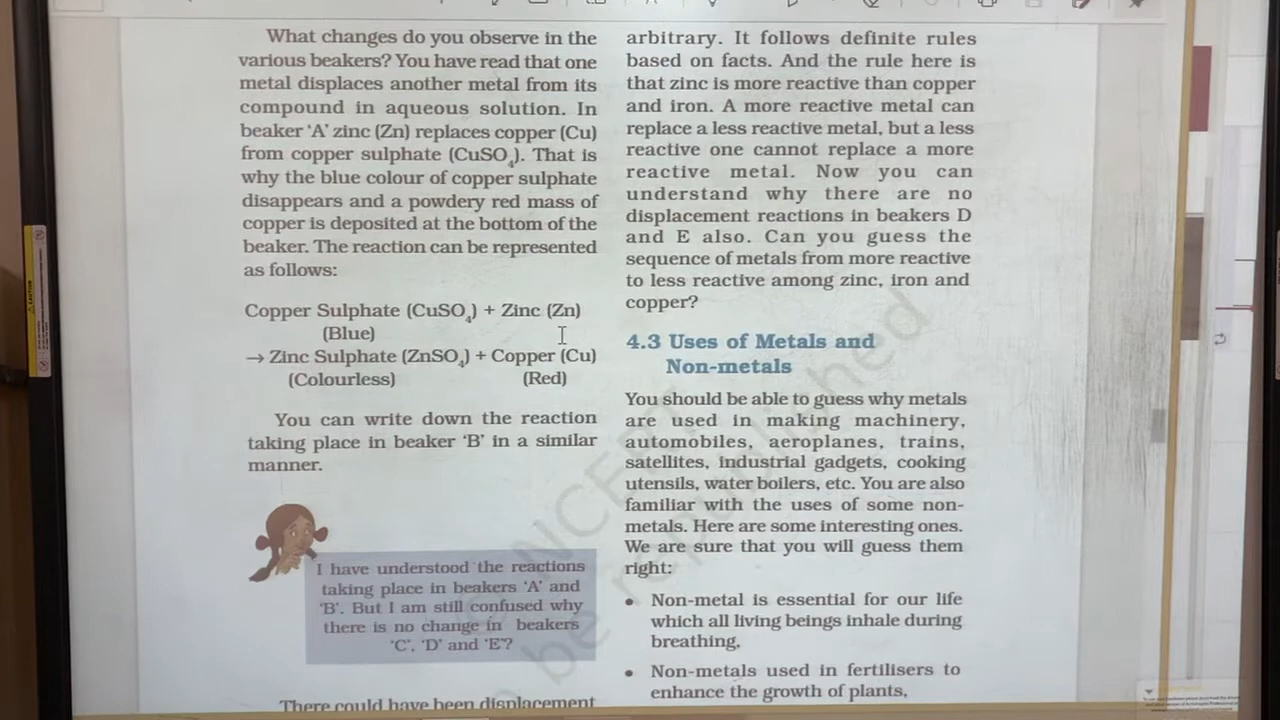 What changes do you observe in the
various beakers? You have read that one
metal displaces another metal from its
compound in aqueous solution. In
beaker ‘A’ zinc (Zn) replaces copper (Cu)
from copper sulphate (CuSO4). That is
why the blue colour of copper sulphate
disappears and a powdery red mass of
copper is deposited at the bottom of the
beaker. The reaction can be represented
as follows:
Copper Sulphate (CuSO4) + Zinc (Zn)
(Blue)
→ Zinc Sulphate (ZnSO4) + Copper (Cu)
(Colourless) (Red)
You can write down the reaction
taking place in beaker ‘B’ in a similar
manner.
I have understood the reactions
taking place in beakers ‘A’ and
‘B’. But I am still confused why
there is no change in beakers
‘C’, ‘D’ and ‘E’?
There could have been displacement
arbitrary. It follows definite rules
based on facts. And the rule here is
that zinc is more reactive than copper
and iron. A more reactive metal can
replace a less reactive metal, but a less
reactive one cannot replace a more
reactive metal. Now you can
understand why there are no
displacement reactions in beakers D
and E also. Can you guess the
sequence of metals from more reactive
to less reactive among zinc, iron and
copper?
4.3 Uses of Metals and
Non-metals
You should be able to guess why metals
are used in making machinery,
automobiles, aeroplanes, trains,
satellites, industrial gadgets, cooking
utensils, water boilers, etc. You are also
familiar with the uses of some non-
metals. Here are some interesting ones.
We are sure that you will guess them
right:
• Non-metal is essential for our life
which all living beings inhale during
breathing,
• Non-metals used in fertilisers to
enhance the growth of plants,
© NCERT
be republished